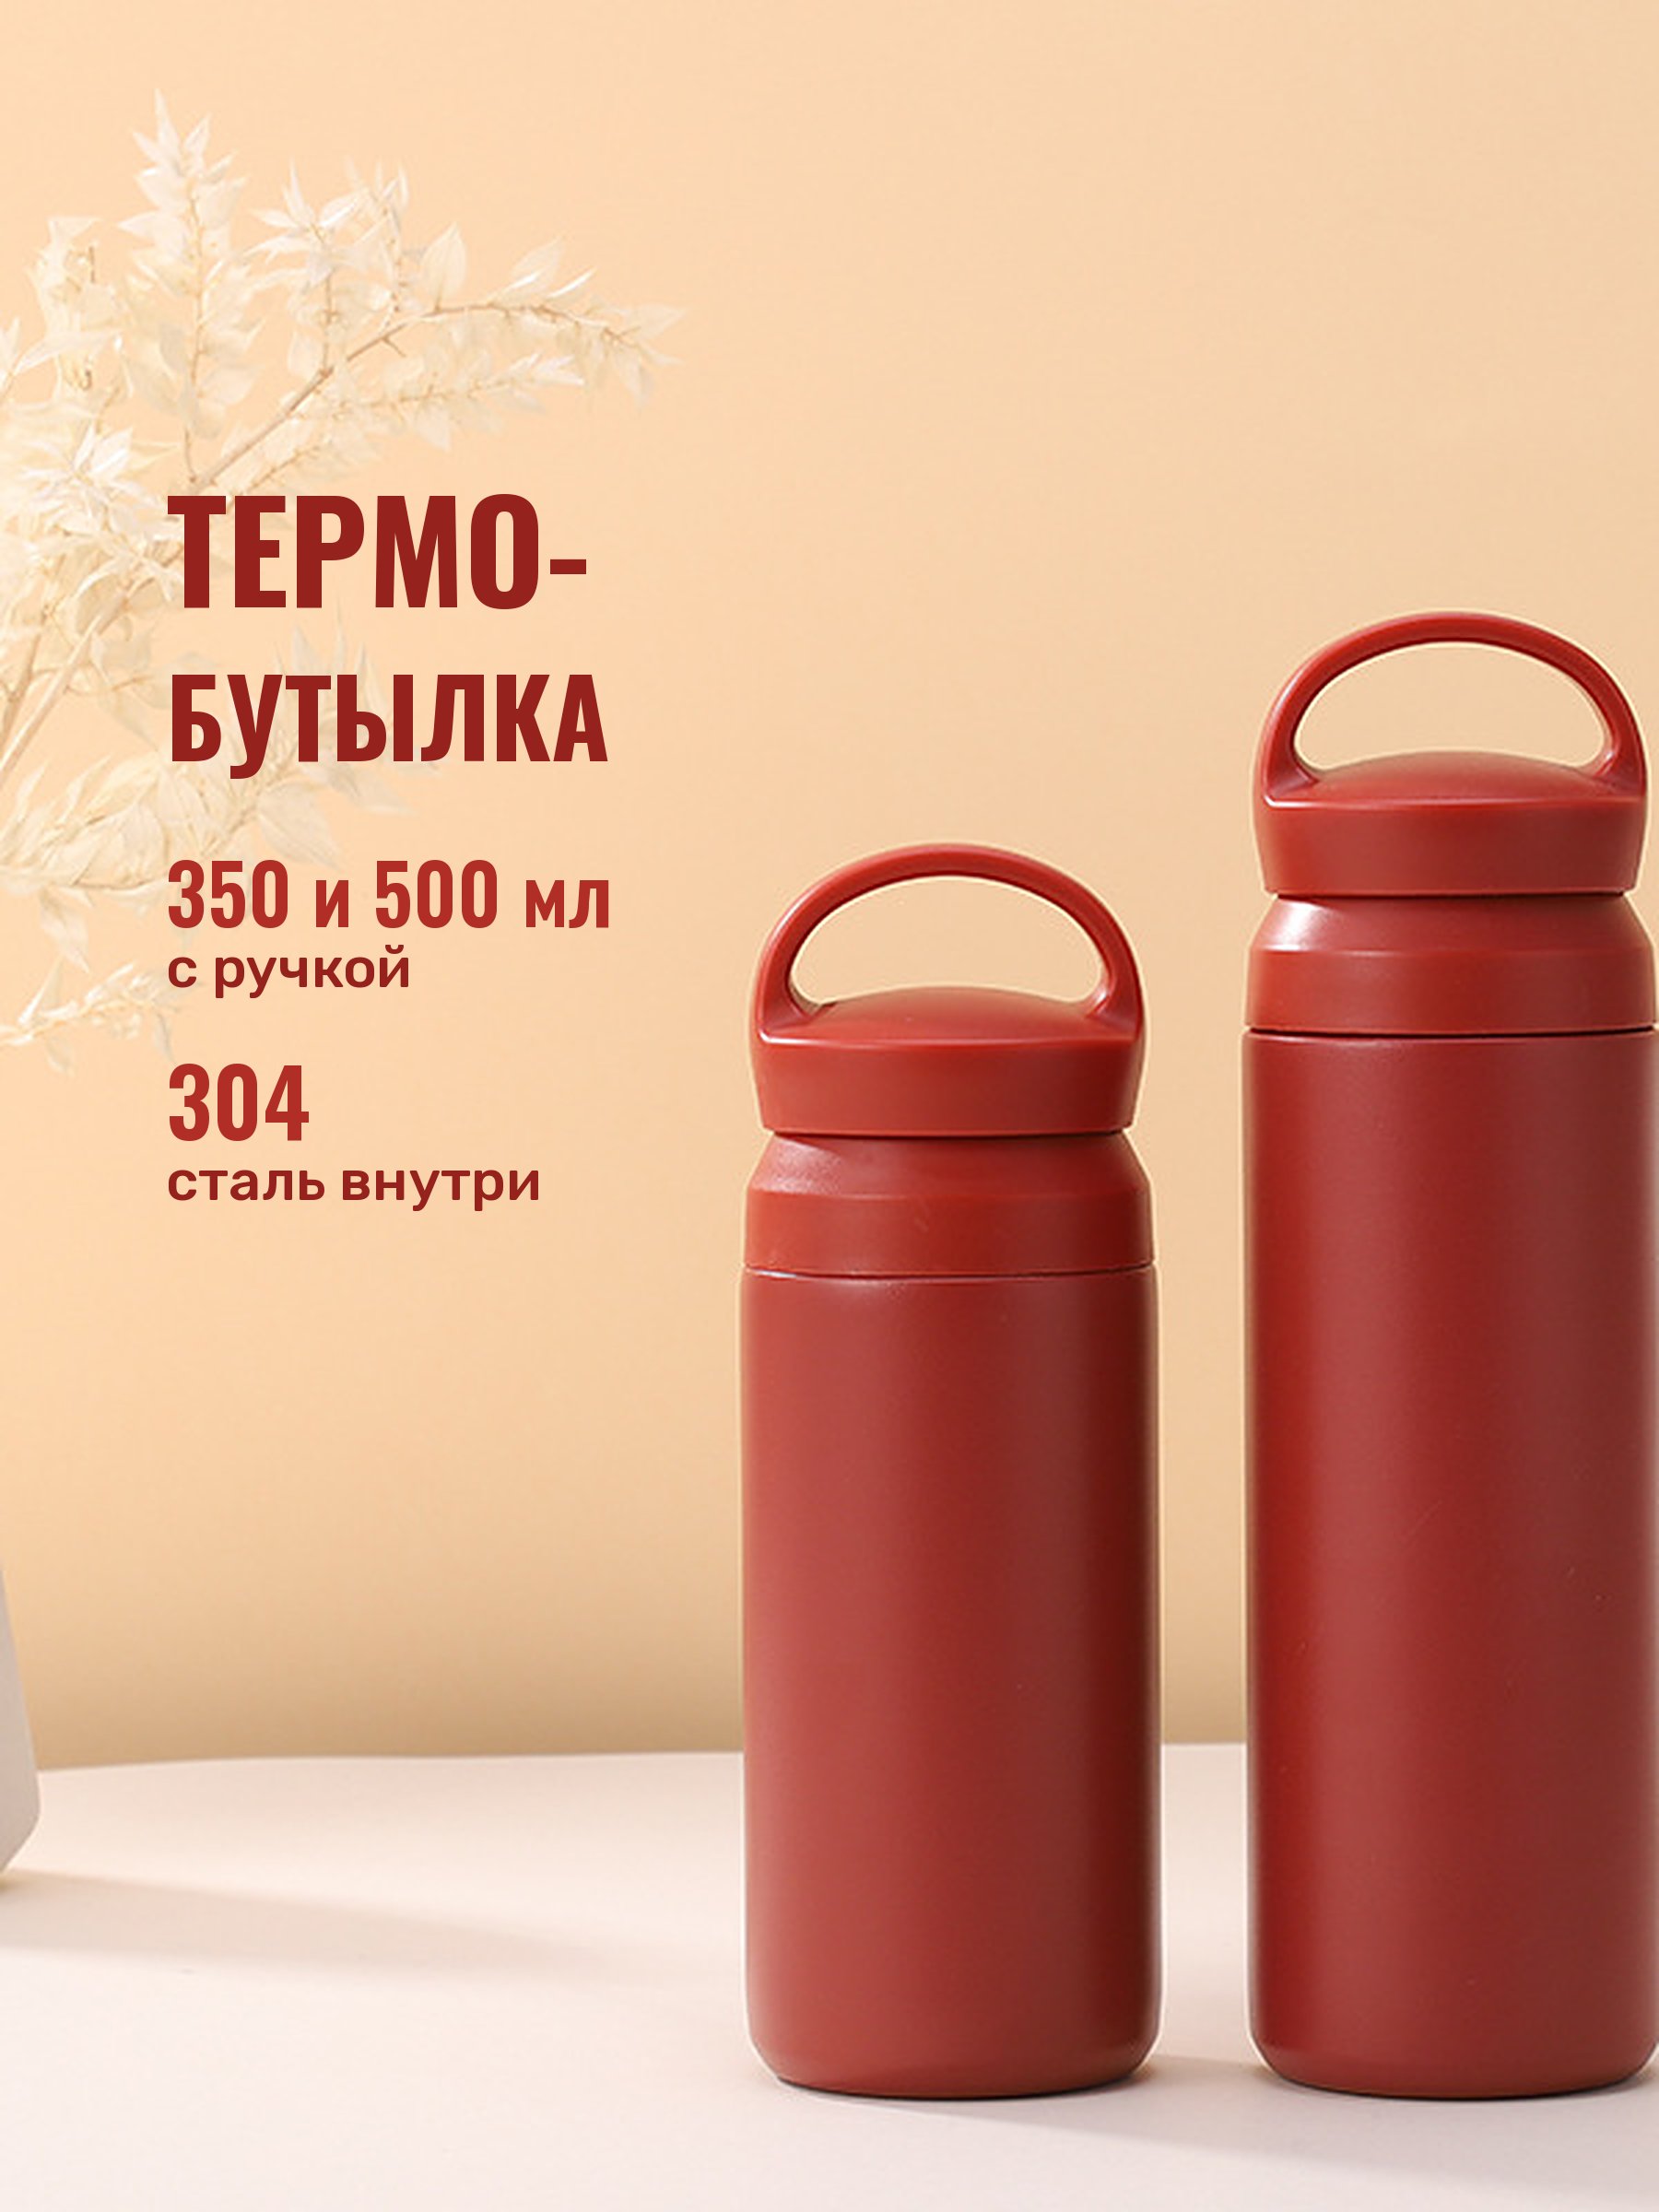 ТЕРМО-
БУТЫЛКА
350 и 500 мл
с ручкой
304
сталь внутри